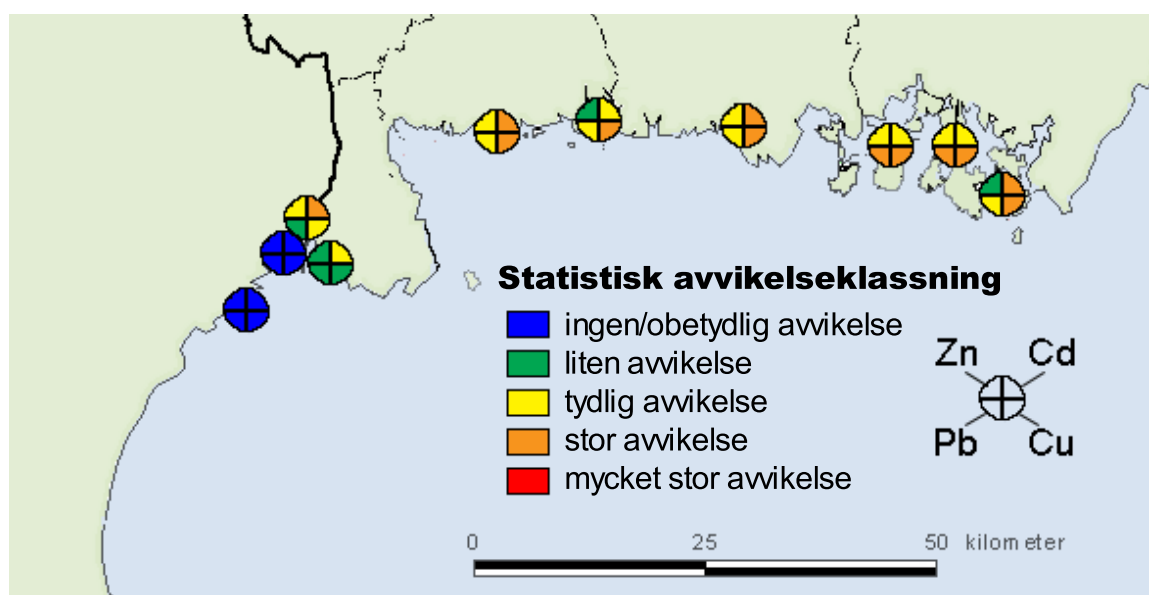 Statistisk avvikelseklassning
ingen/obetydlig avvikelse
liten avvikelse
tydlig avvikelse
stor avvikelse
mycket stor avvikelse
Zn Cd
Pb Cu
0 25 50 kilometer